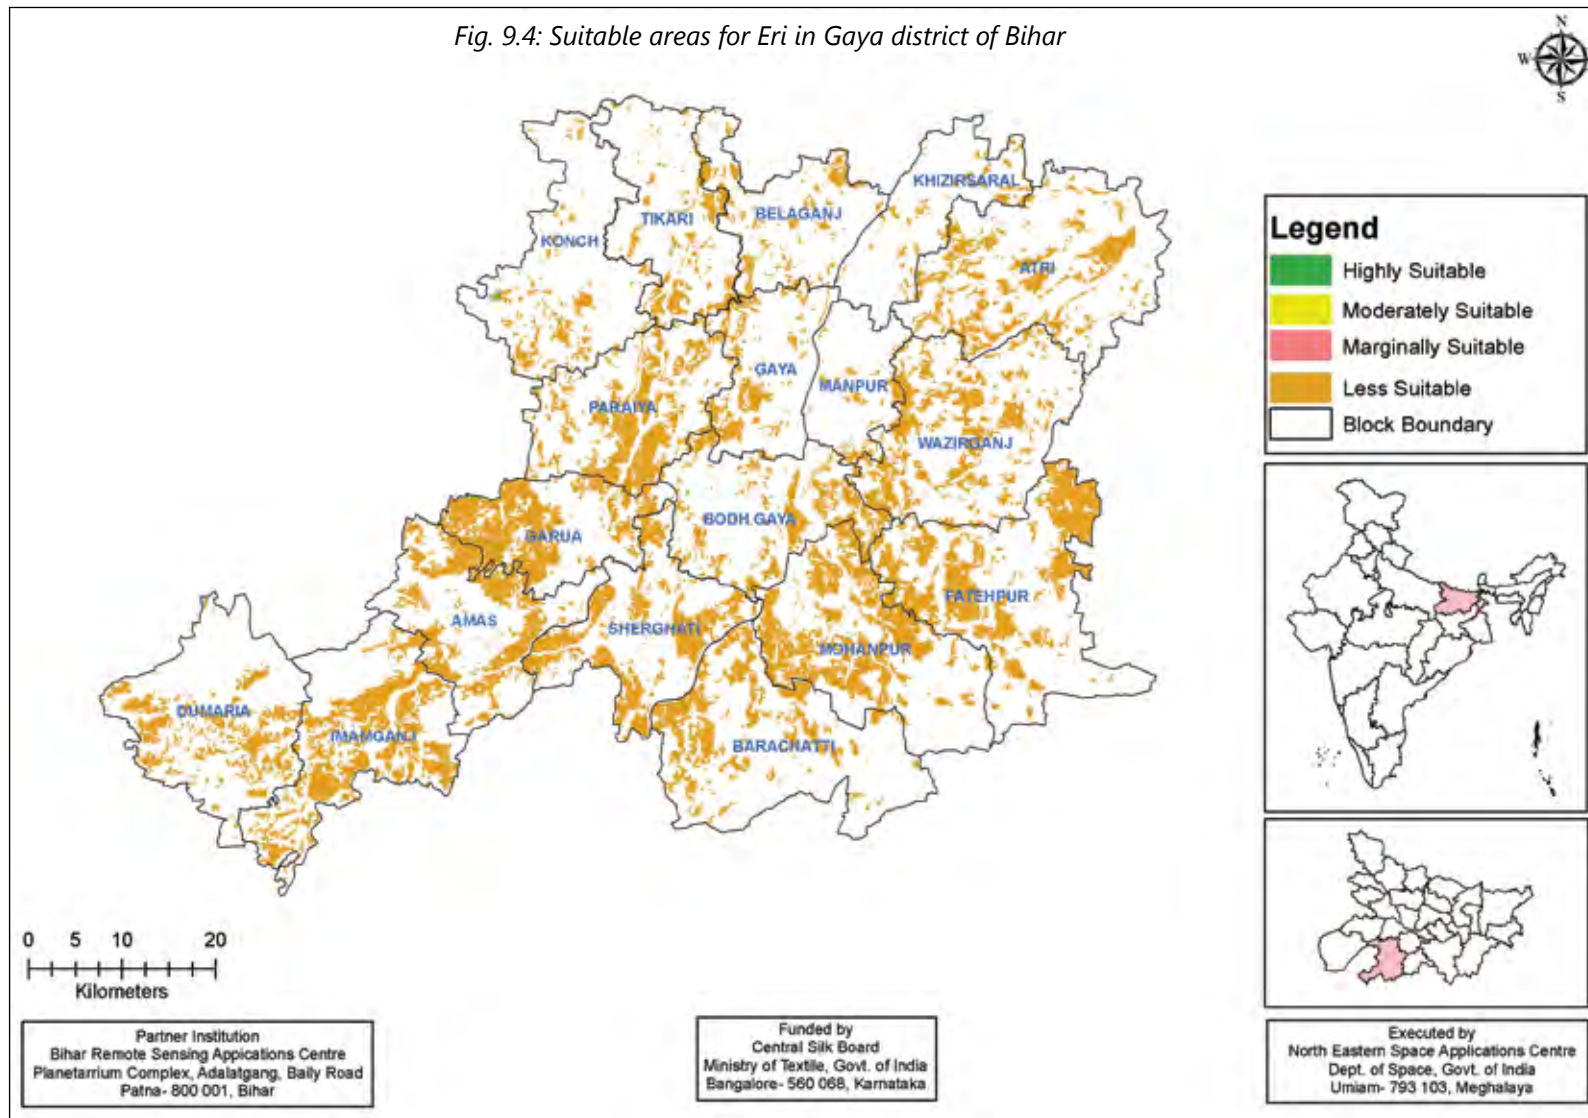 Fig. 9.4: Suitable areas for Eri in Gaya district of Bihar
N
W
S
KHIZIRSARAL
TIKARI
BELAGANJ
KONCH
ATRI
GAYA
MANPUR
PARAIYA
WAZIRGANJ
BODH GAYA
GARUA
FATEHPUR
AMAS
SHERGHATI
MOHANPUR
DUMARIA
IMAMGANJ
BARACHATTI
Legend
Highly Suitable
Moderately Suitable
Marginally Suitable
Less Suitable
Block Boundary
0 5 10 20
Kilometers
Partner Institution
Bihar Remote Sensing Appications Centre
Planetarrium Complex, Adalatgang, Baily Road
Patna- 800 001, Bihar
Funded by
Central Silk Board
Ministry of Textile, Govt. of India
Bangalore- 560 068, Karnataka
Executed by
North Eastern Space Applications Centre
Dept. of Space, Govt. of India
Umiam- 793 103, Meghalaya